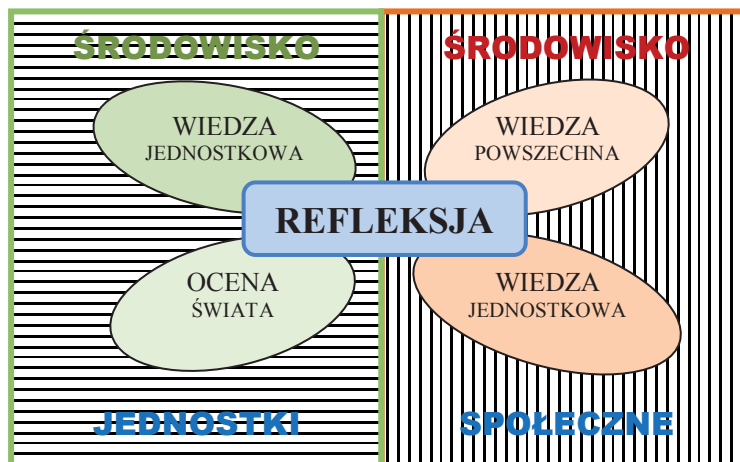 ŚRODOWISKO
WIEDZA
JEDNOSTKOWA
OCENA
ŚWIATA
JEDNOSTKI
REFLEKSJA
ŚRODOWISKO
WIEDZA
POWSZECHNA
WIEDZA
JEDNOSTKOWA
SPOŁECZNE